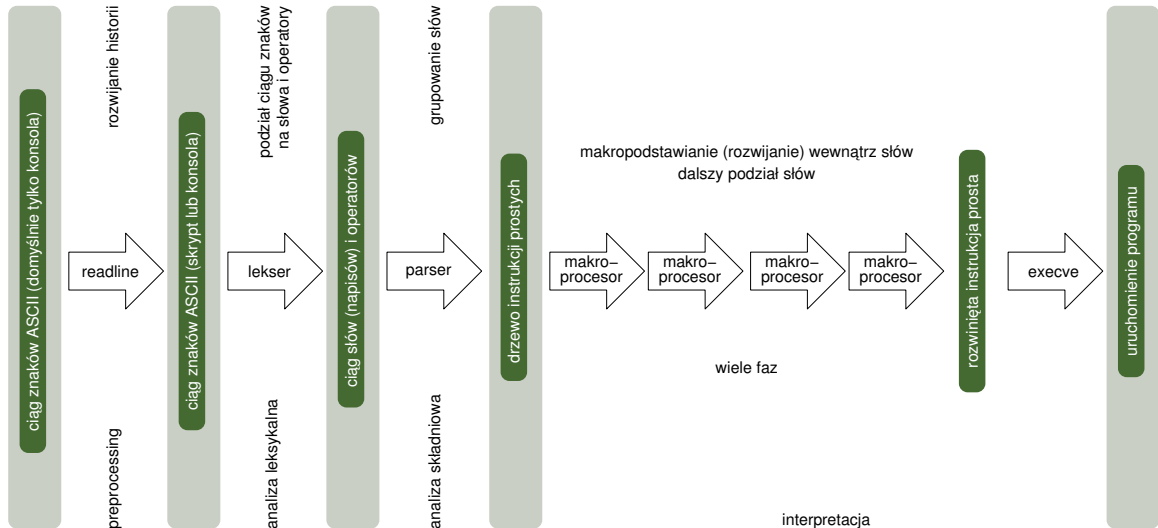 ciąg znaków ASCII (domyślnie tylko konsola)
rozwijanie historii
readline
preprocessing
ciąg znaków ASCII (skrypt lub konsola)
podział ciągu znaków
na słowa i operatory
lekser
analiza leksykalna
ciąg słów (napisów) i operatorów
grupowanie słów
parser
analiza składniowa
drzewo instrukcji prostych
makropodstawianie (rozwijanie) wewnątrz słów
dalszy podział słów
makro−
procesor
makro−
procesor
makro−
procesor
makro−
procesor
wiele faz
interpretacja
rozwinięta instrukcja prosta
execve
uruchomienie programu